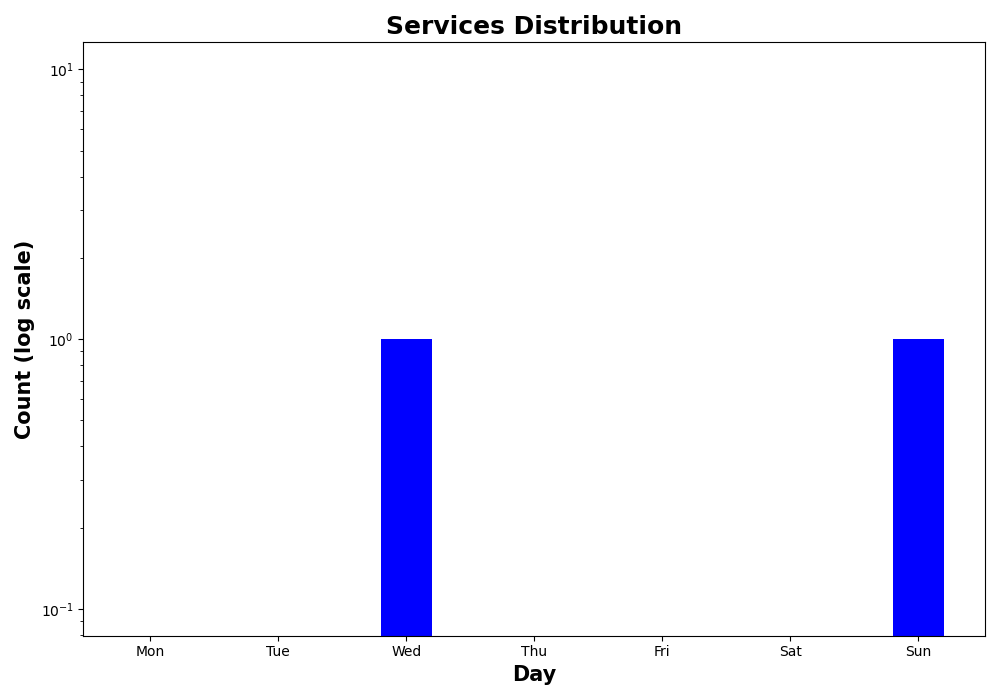 Services Distribution
Count (log scale)
10¹
10⁰
10⁻¹
Mon Tue Wed Thu Fri Sat Sun
Day